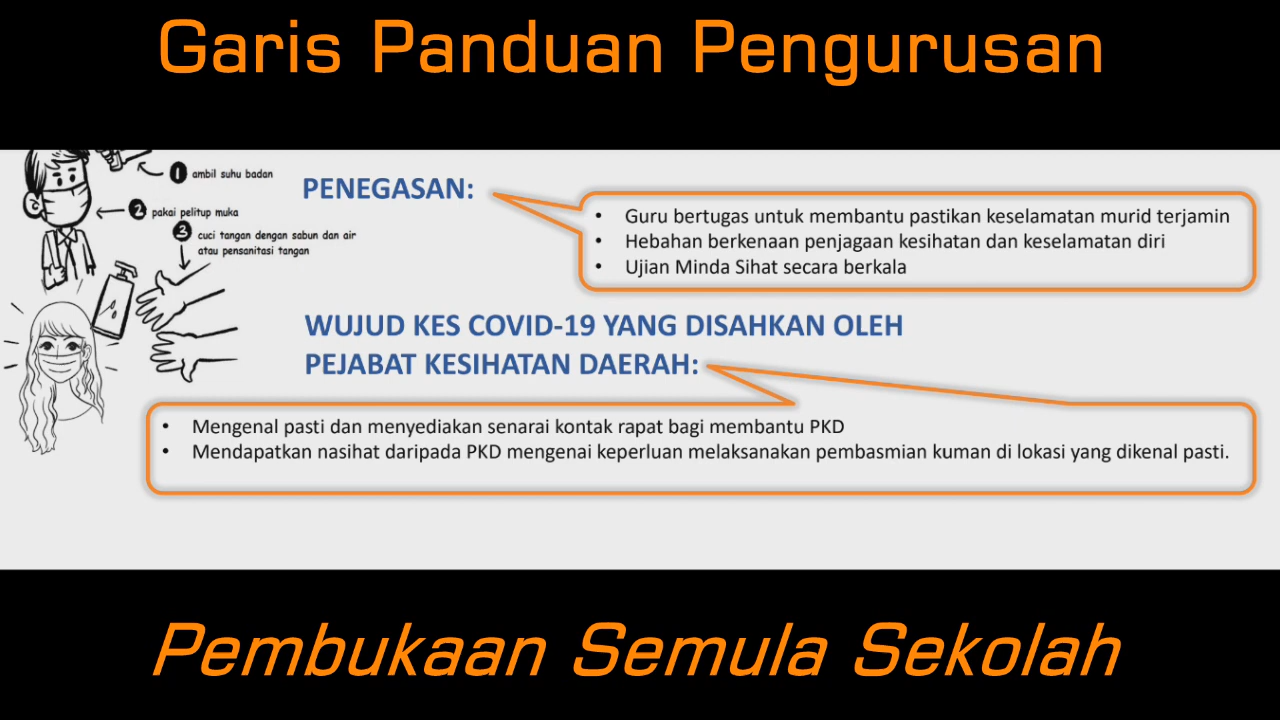 Garis Panduan Pengurusan
1 ambil suhu badan
2 pakai pelitup muka
3 cuci tangan dengan sabun dan air
atau pensanitasi tangan
PENEGASAN:
• Guru bertugas untuk membantu pastikan keselamatan murid terjamin
• Hebahan berkenaan penjagaan kesihatan dan keselamatan diri
• Ujian Minda Sihat secara berkala
WUJUD KES COVID-19 YANG DISAHKAN OLEH
PEJABAT KESIHATAN DAERAH:
• Mengenal pasti dan menyediakan senarai kontak rapat bagi membantu PKD
• Mendapatkan nasihat daripada PKD mengenai keperluan melaksanakan pembasmian kuman di lokasi yang dikenal pasti.
Pembukaan Semula Sekolah